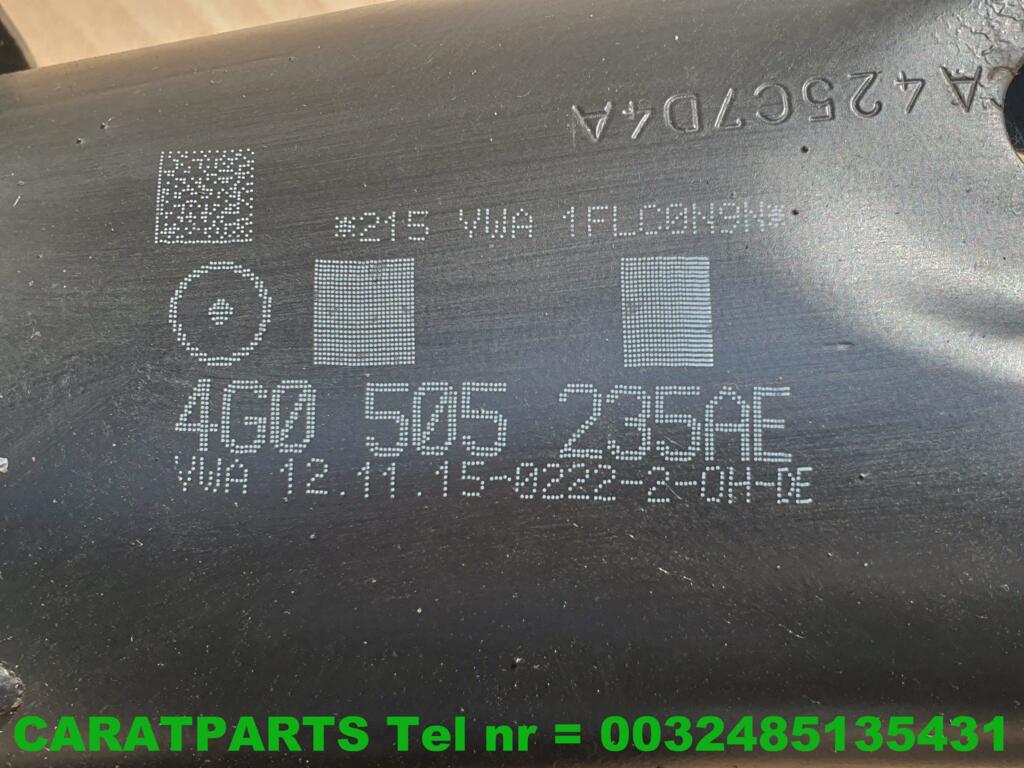 A425C7D4A
*215 VWA 1FLC0N9N*
4G0 505 235AE
VWA 12.11.15-0222-2-OH-DE
CARATPARTS Tel nr = 0032485135431